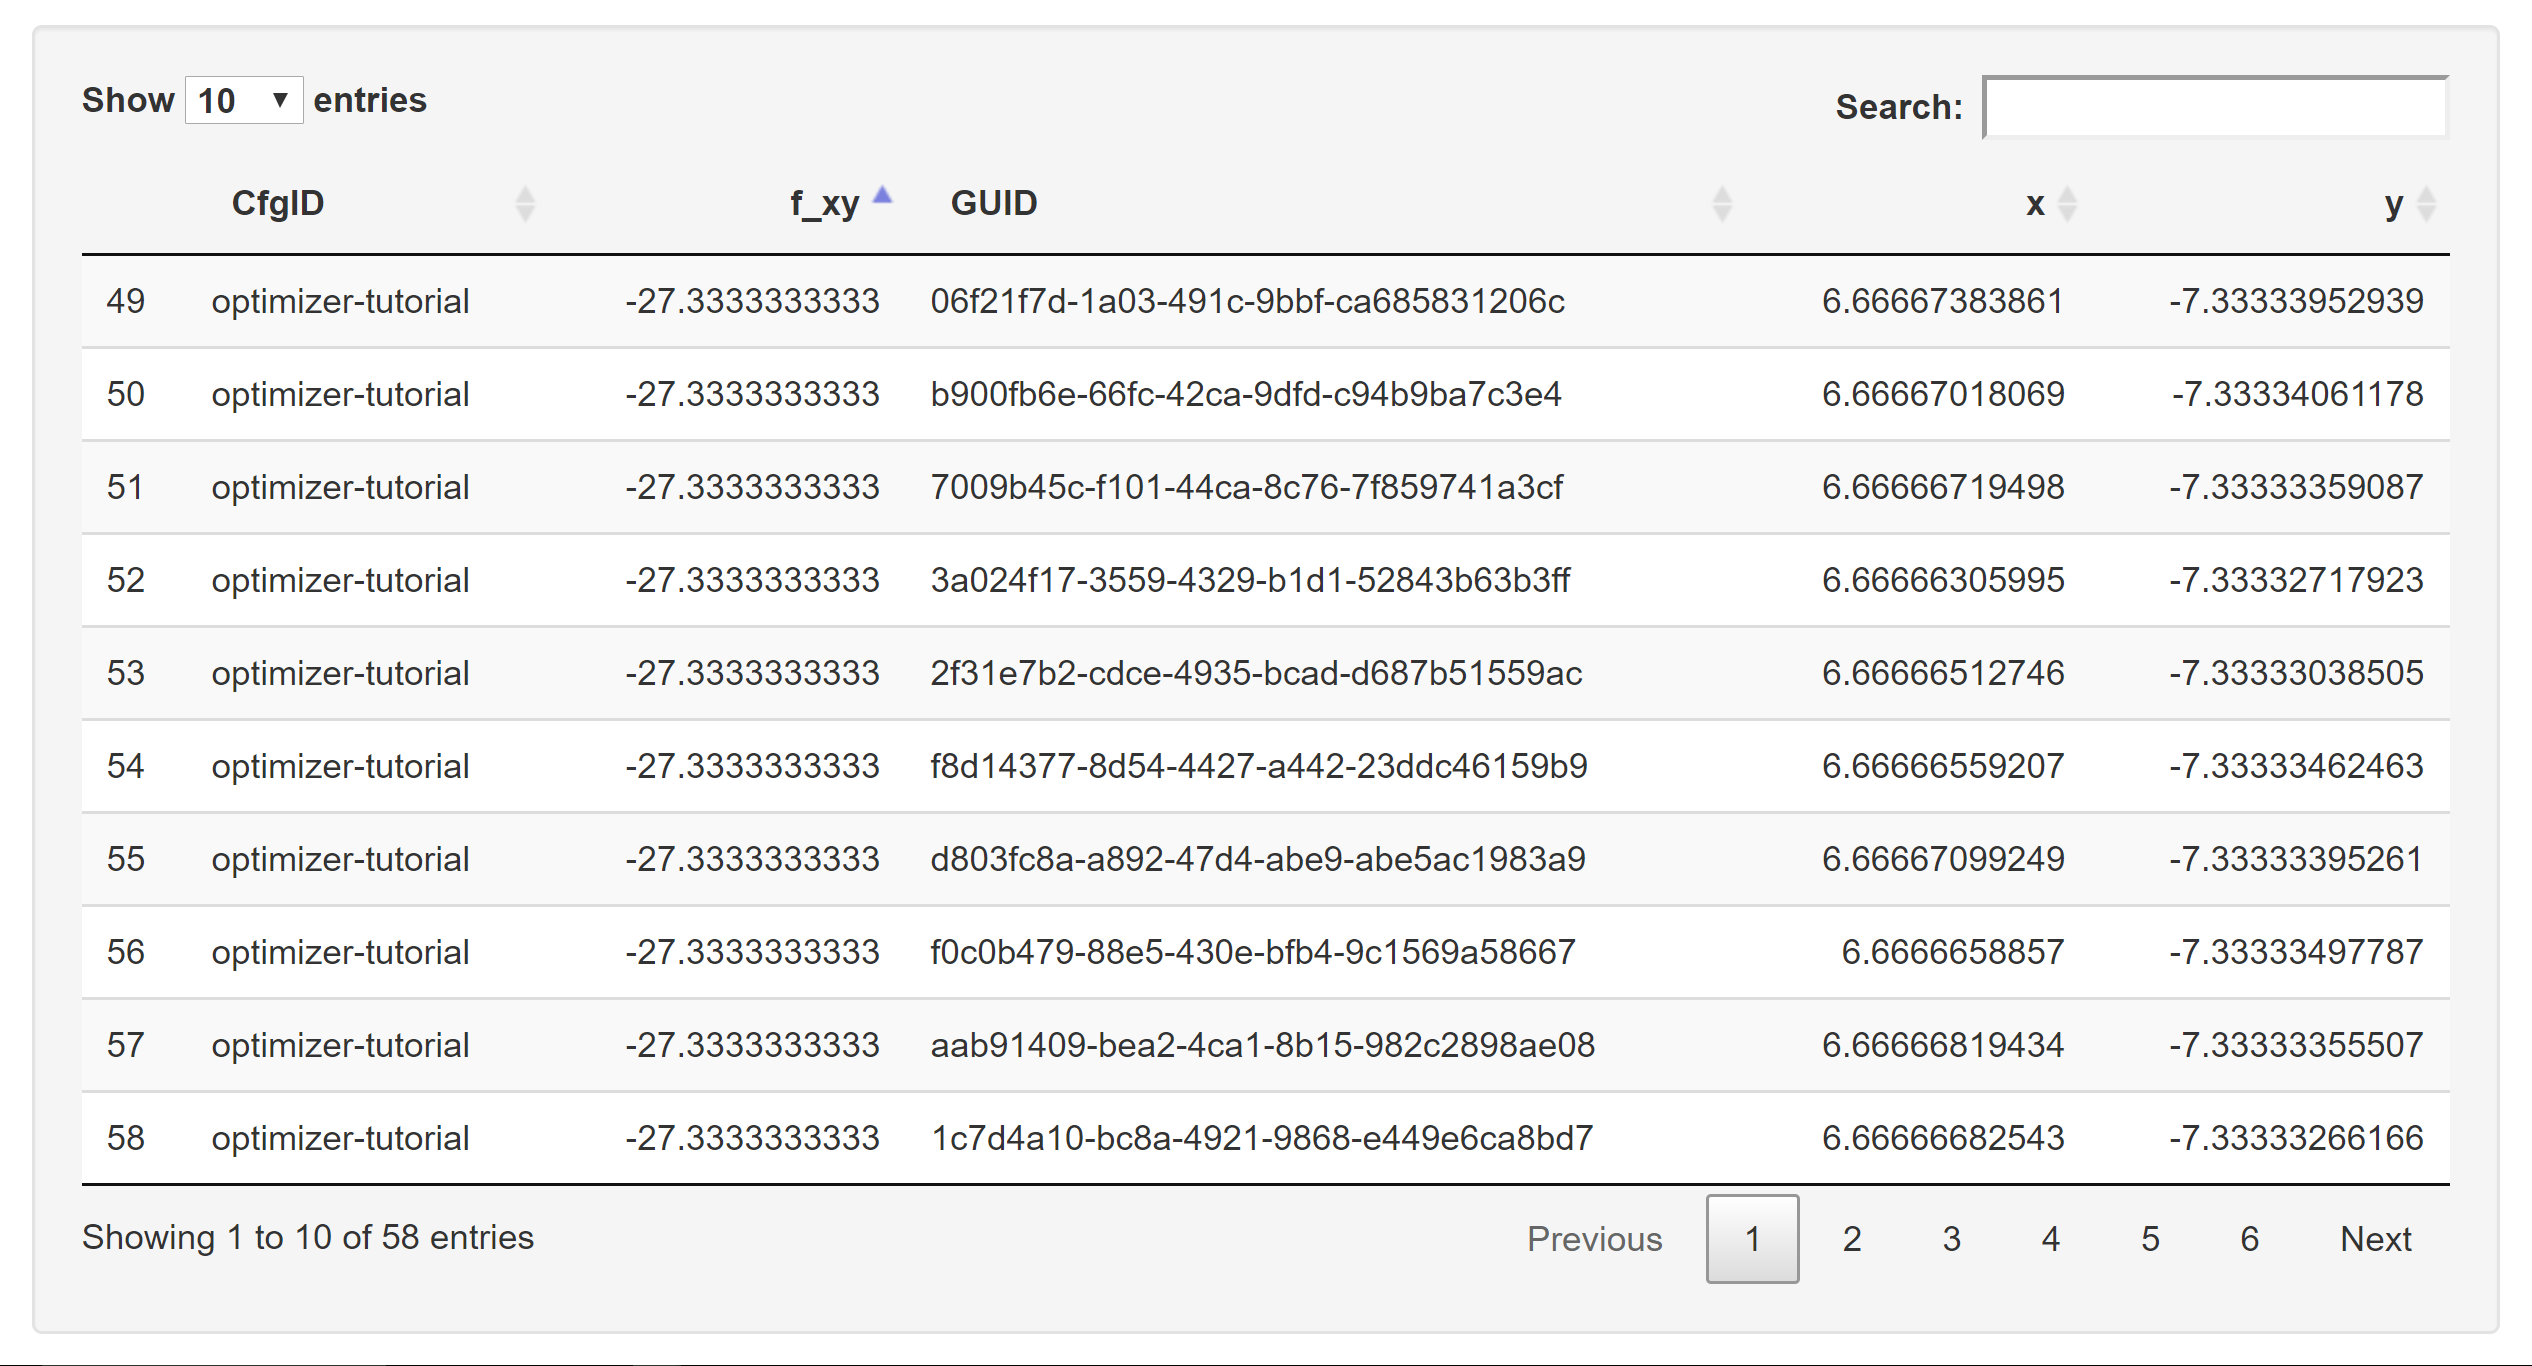 Show 10 entries Search:
CfgID f_xy GUID x y
49 optimizer-tutorial -27.3333333333 06f21f7d-1a03-491c-9bbf-ca685831206c 6.66667383861 -7.33333952939
50 optimizer-tutorial -27.3333333333 b900fb6e-66fc-42ca-9dfd-c94b9ba7c3e4 6.66667018069 -7.33334061178
51 optimizer-tutorial -27.3333333333 7009b45c-f101-44ca-8c76-7f859741a3cf 6.66666719498 -7.33333359087
52 optimizer-tutorial -27.3333333333 3a024f17-3559-4329-b1d1-52843b63b3ff 6.66666305995 -7.33332717923
53 optimizer-tutorial -27.3333333333 2f31e7b2-cdce-4935-bcad-d687b51559ac 6.66666512746 -7.33333038505
54 optimizer-tutorial -27.3333333333 f8d14377-8d54-4427-a442-23ddc46159b9 6.66666559207 -7.33333462463
55 optimizer-tutorial -27.3333333333 d803fc8a-a892-47d4-abe9-abe5ac1983a9 6.66667099249 -7.33333395261
56 optimizer-tutorial -27.3333333333 f0c0b479-88e5-430e-bfb4-9c1569a58667 6.6666658857 -7.33333497787
57 optimizer-tutorial -27.3333333333 aab91409-bea2-4ca1-8b15-982c2898ae08 6.66666819434 -7.33333355507
58 optimizer-tutorial -27.3333333333 1c7d4a10-bc8a-4921-9868-e449e6ca8bd7 6.66666682543 -7.33333266166
Showing 1 to 10 of 58 entries Previous 1 2 3 4 5 6 Next